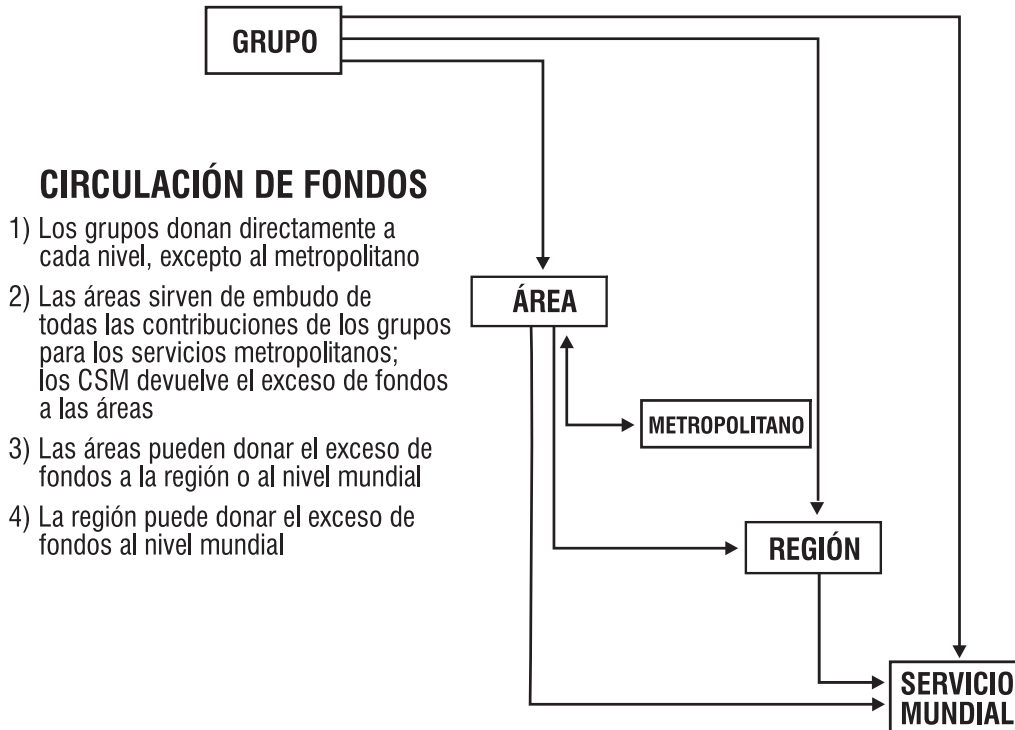 GRUPO
CIRCULACIÓN DE FONDOS
1) Los grupos donan directamente a
cada nivel, excepto al metropolitano
2) Las áreas sirven de embudo de
todas las contribuciones de los grupos
para los servicios metropolitanos;
los CSM devuelve el exceso de fondos
a las áreas
3) Las áreas pueden donar el exceso de
fondos a la región o al nivel mundial
4) La región puede donar el exceso de
fondos al nivel mundial
ÁREA
METROPOLITANO
REGIÓN
SERVICIO
MUNDIAL